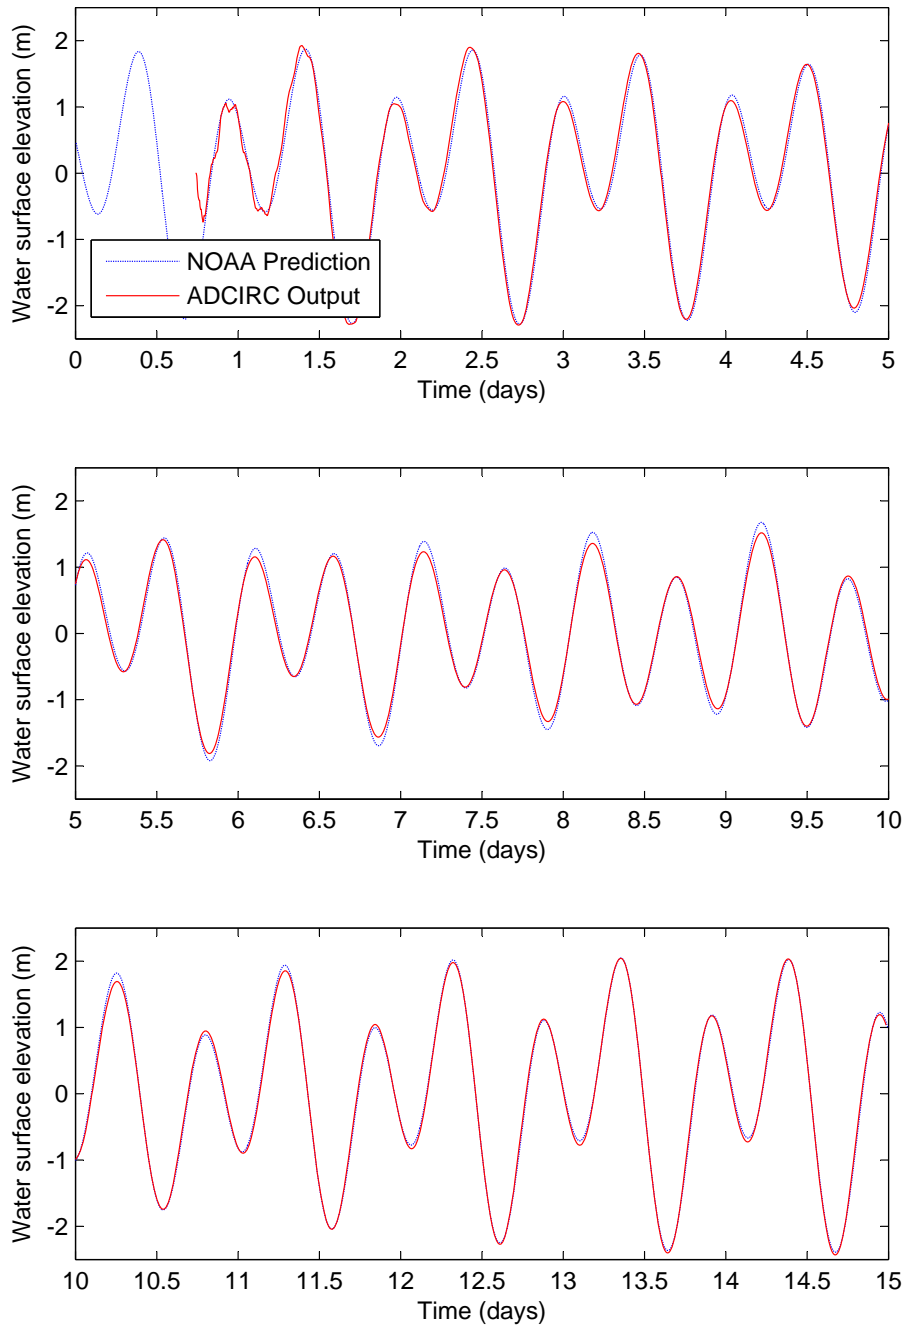 Water surface elevation (m)
2
1
0
-1
-2
NOAA Prediction
ADCIRC Output
0 0.5 1 1.5 2 2.5 3 3.5 4 4.5 5
Time (days)
Water surface elevation (m)
2
1
0
-1
-2
5 5.5 6 6.5 7 7.5 8 8.5 9 9.5 10
Time (days)
Water surface elevation (m)
2
1
0
-1
-2
10 10.5 11 11.5 12 12.5 13 13.5 14 14.5 15
Time (days)